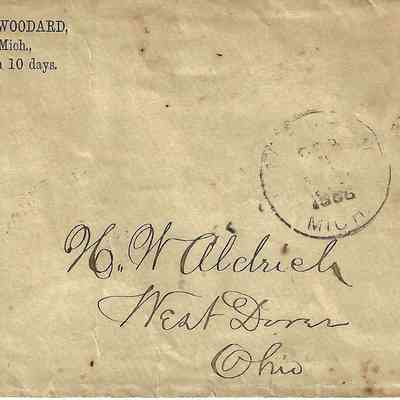 WOODARD,
Mich.,
10 days.
1886
MICH
H. W Aldrich
West Dover
Ohio